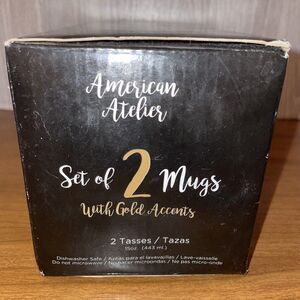 American
Atelier
Set of 2 Mugs
With Gold Accents
2 Tasses / Tazas
15oz. (443 ml)
Dishwasher Safe / Aptas para el lavavajillas / Lave-vaisselle
Do not microwave / No hacer microondas / Ne pas micro-onde